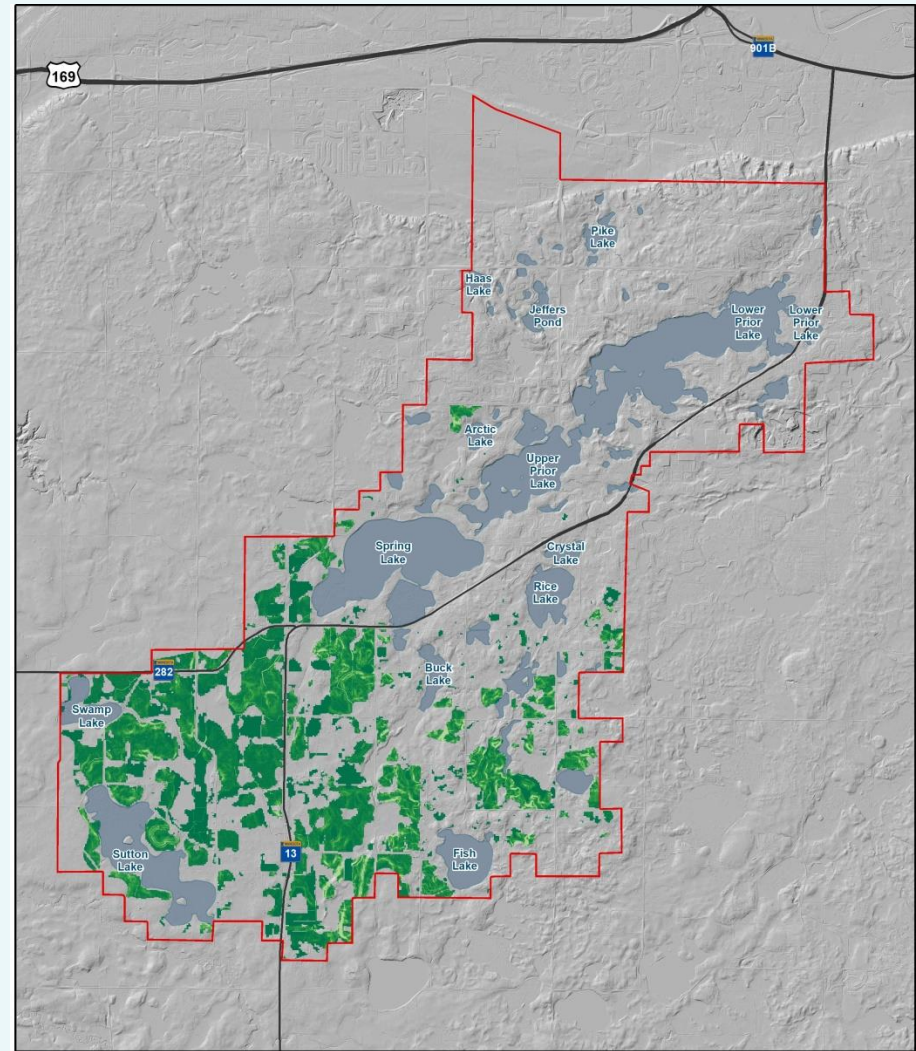 901B
169
Pike
Lake
Haas
Lake
Jeffers
Pond
Lower
Prior
Lake
Lower
Prior
Lake
Arctic
Lake
Upper
Prior
Lake
Spring
Lake
Crystal
Lake
Rice
Lake
Buck
Lake
282
Swamp
Lake
13
Sutton
Lake
Fish
Lake